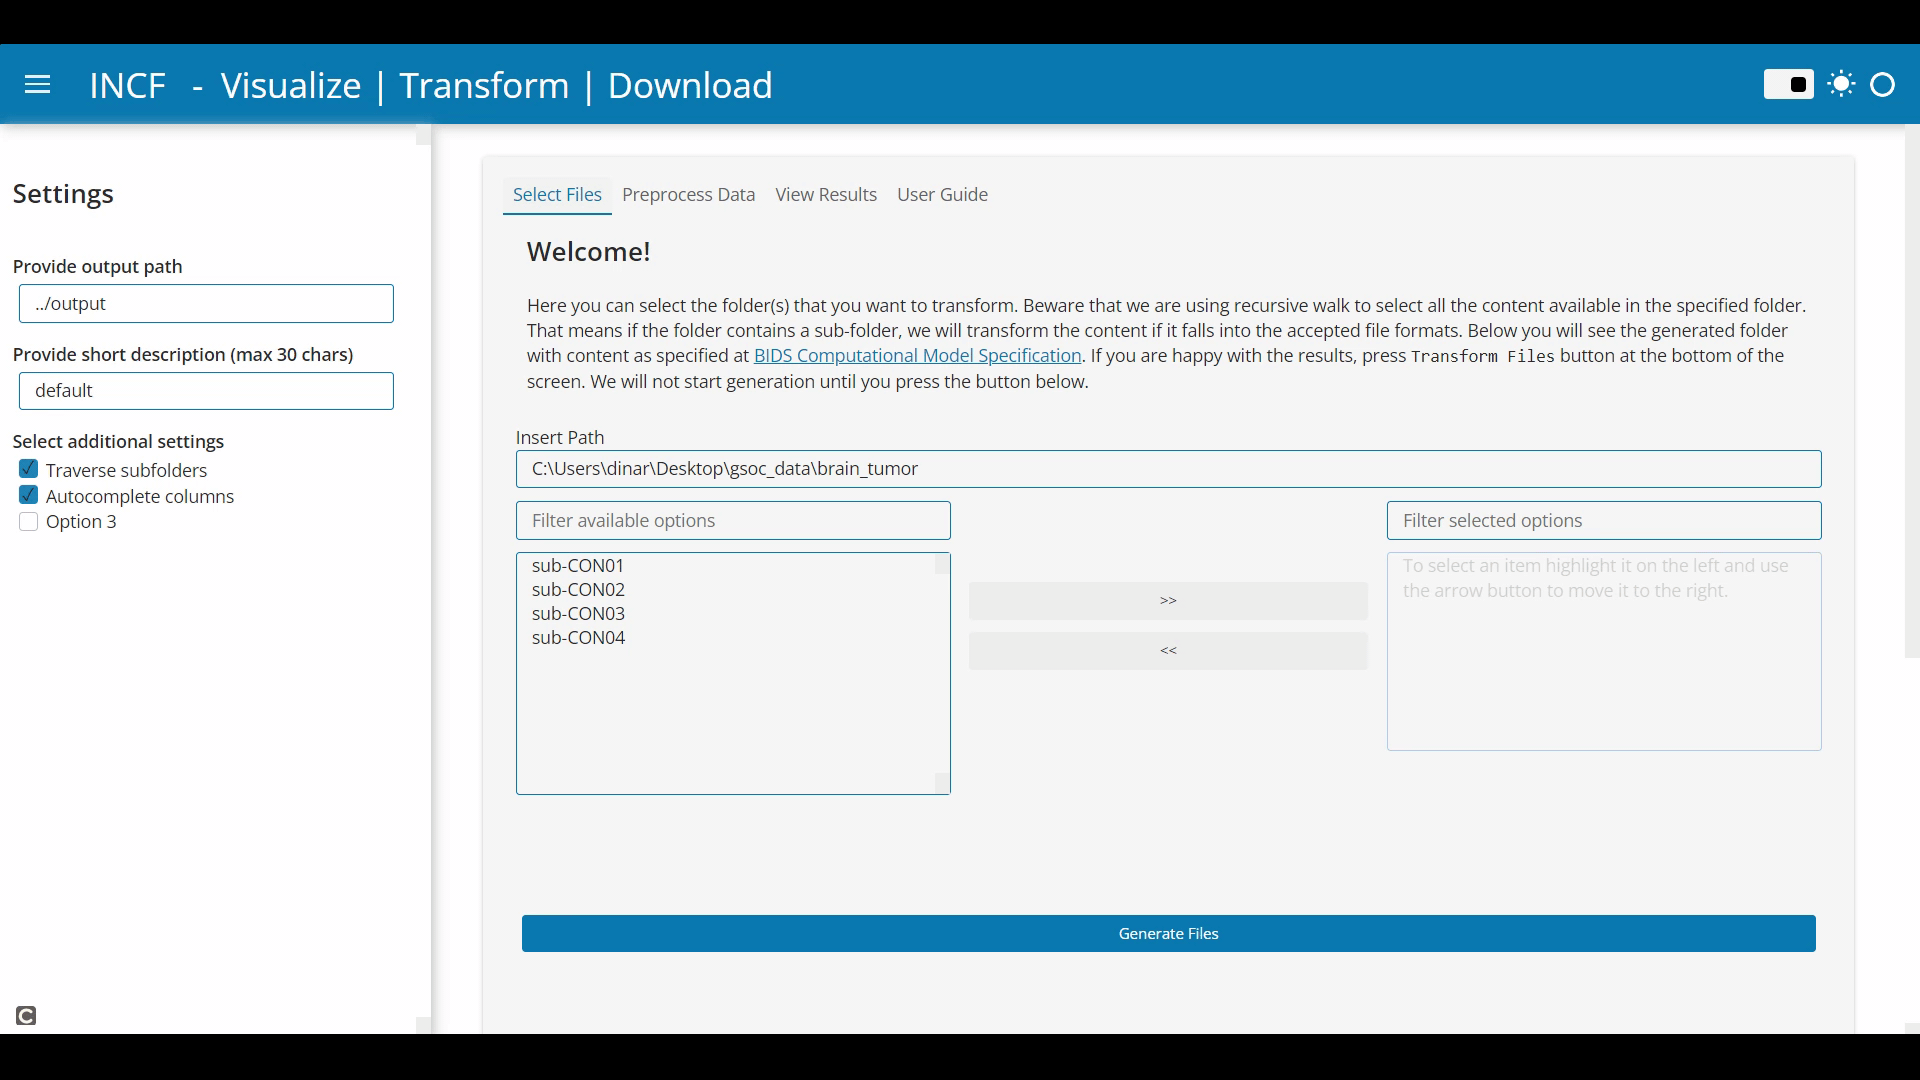 INCF - Visualize | Transform | Download
Settings
Provide output path
../output
Provide short description (max 30 chars)
default
Select additional settings
Traverse subfolders
Autocomplete columns
Option 3
C
Select Files Preprocess Data View Results User Guide
Welcome!
Here you can select the folder(s) that you want to transform. Beware that we are using recursive walk to select all the content available in the specified folder.
That means if the folder contains a sub-folder, we will transform the content if it falls into the accepted file formats. Below you will see the generated folder
with content as specified at BIDS Computational Model Specification. If you are happy with the results, press Transform Files button at the bottom of the
screen. We will not start generation until you press the button below.
Insert Path
C:\Users\dinar\Desktop\gsoc_data\brain_tumor
Filter available options
sub-CON01
sub-CON02
sub-CON03
sub-CON04
>>
<<
Filter selected options
To select an item highlight it on the left and use
the arrow button to move it to the right.
Generate Files